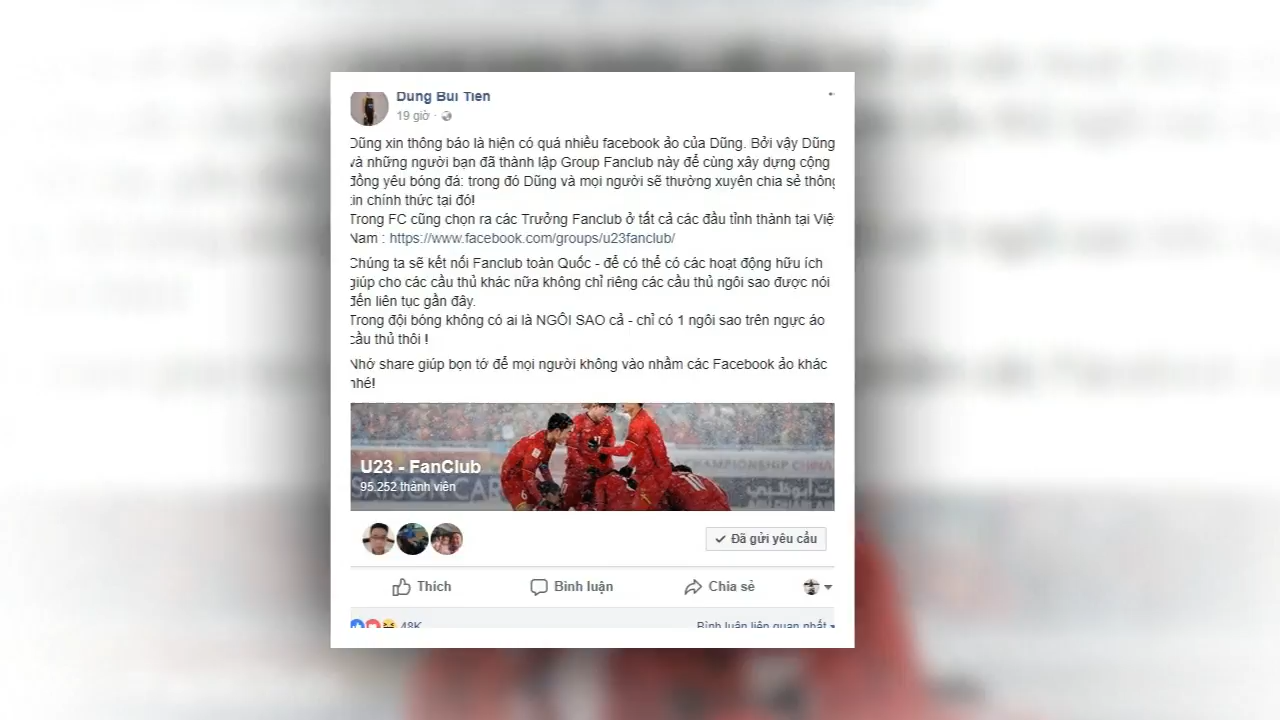 Dung Bui Tien
19 giờ
Dũng xin thông báo là hiện có quá nhiều facebook ảo của Dũng. Bởi vậy Dũng
và những người bạn đã thành lập Group Fanclub này để cùng xây dựng cộng
đồng yêu bóng đá: trong đó Dũng và mọi người sẽ thường xuyên chia sẻ thông
tin chính thức tại đó!
Trong FC cũng chọn ra các Trưởng Fanclub ở tất cả các đầu tỉnh thành tại Việ
Nam : https://www.facebook.com/groups/u23fanclub/
Chúng ta sẽ kết nối Fanclub toàn Quốc - để có thể có các hoạt động hữu ích
giúp cho các cầu thủ khác nữa không chỉ riêng các cầu thủ ngôi sao được nói
đến liên tục gần đây.
Trong đội bóng không có ai là NGÔI SAO cả - chỉ có 1 ngôi sao trên ngực áo
cầu thủ thôi !
Nhớ share giúp bọn tớ để mọi người không vào nhầm các Facebook ảo khác
nhé!
U23 - FanClub
95.252 thành viên
Đã gửi yêu cầu
Thích
Bình luận
Chia sẻ
48K
Bình luận liên quan nhất